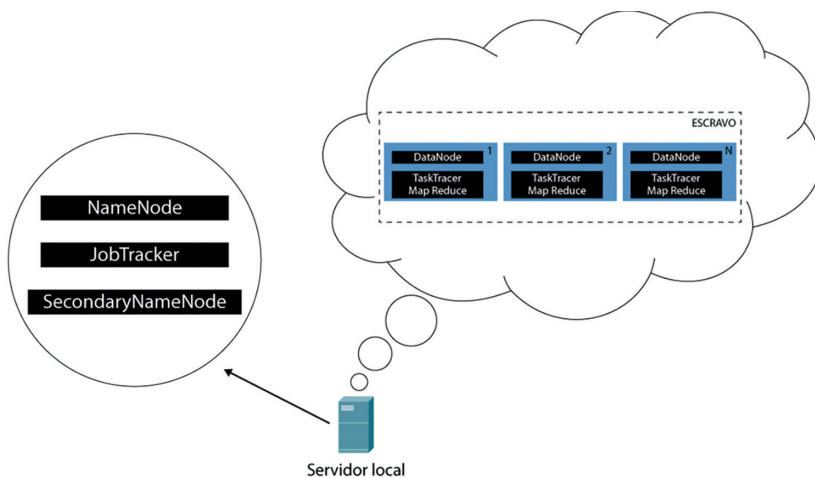 ESCRAVO
1
DataNode
TaskTracer
Map Reduce
2
DataNode
TaskTracer
Map Reduce
N
DataNode
TaskTracer
Map Reduce
NameNode
JobTracker
SecondaryNameNode
Servidor local